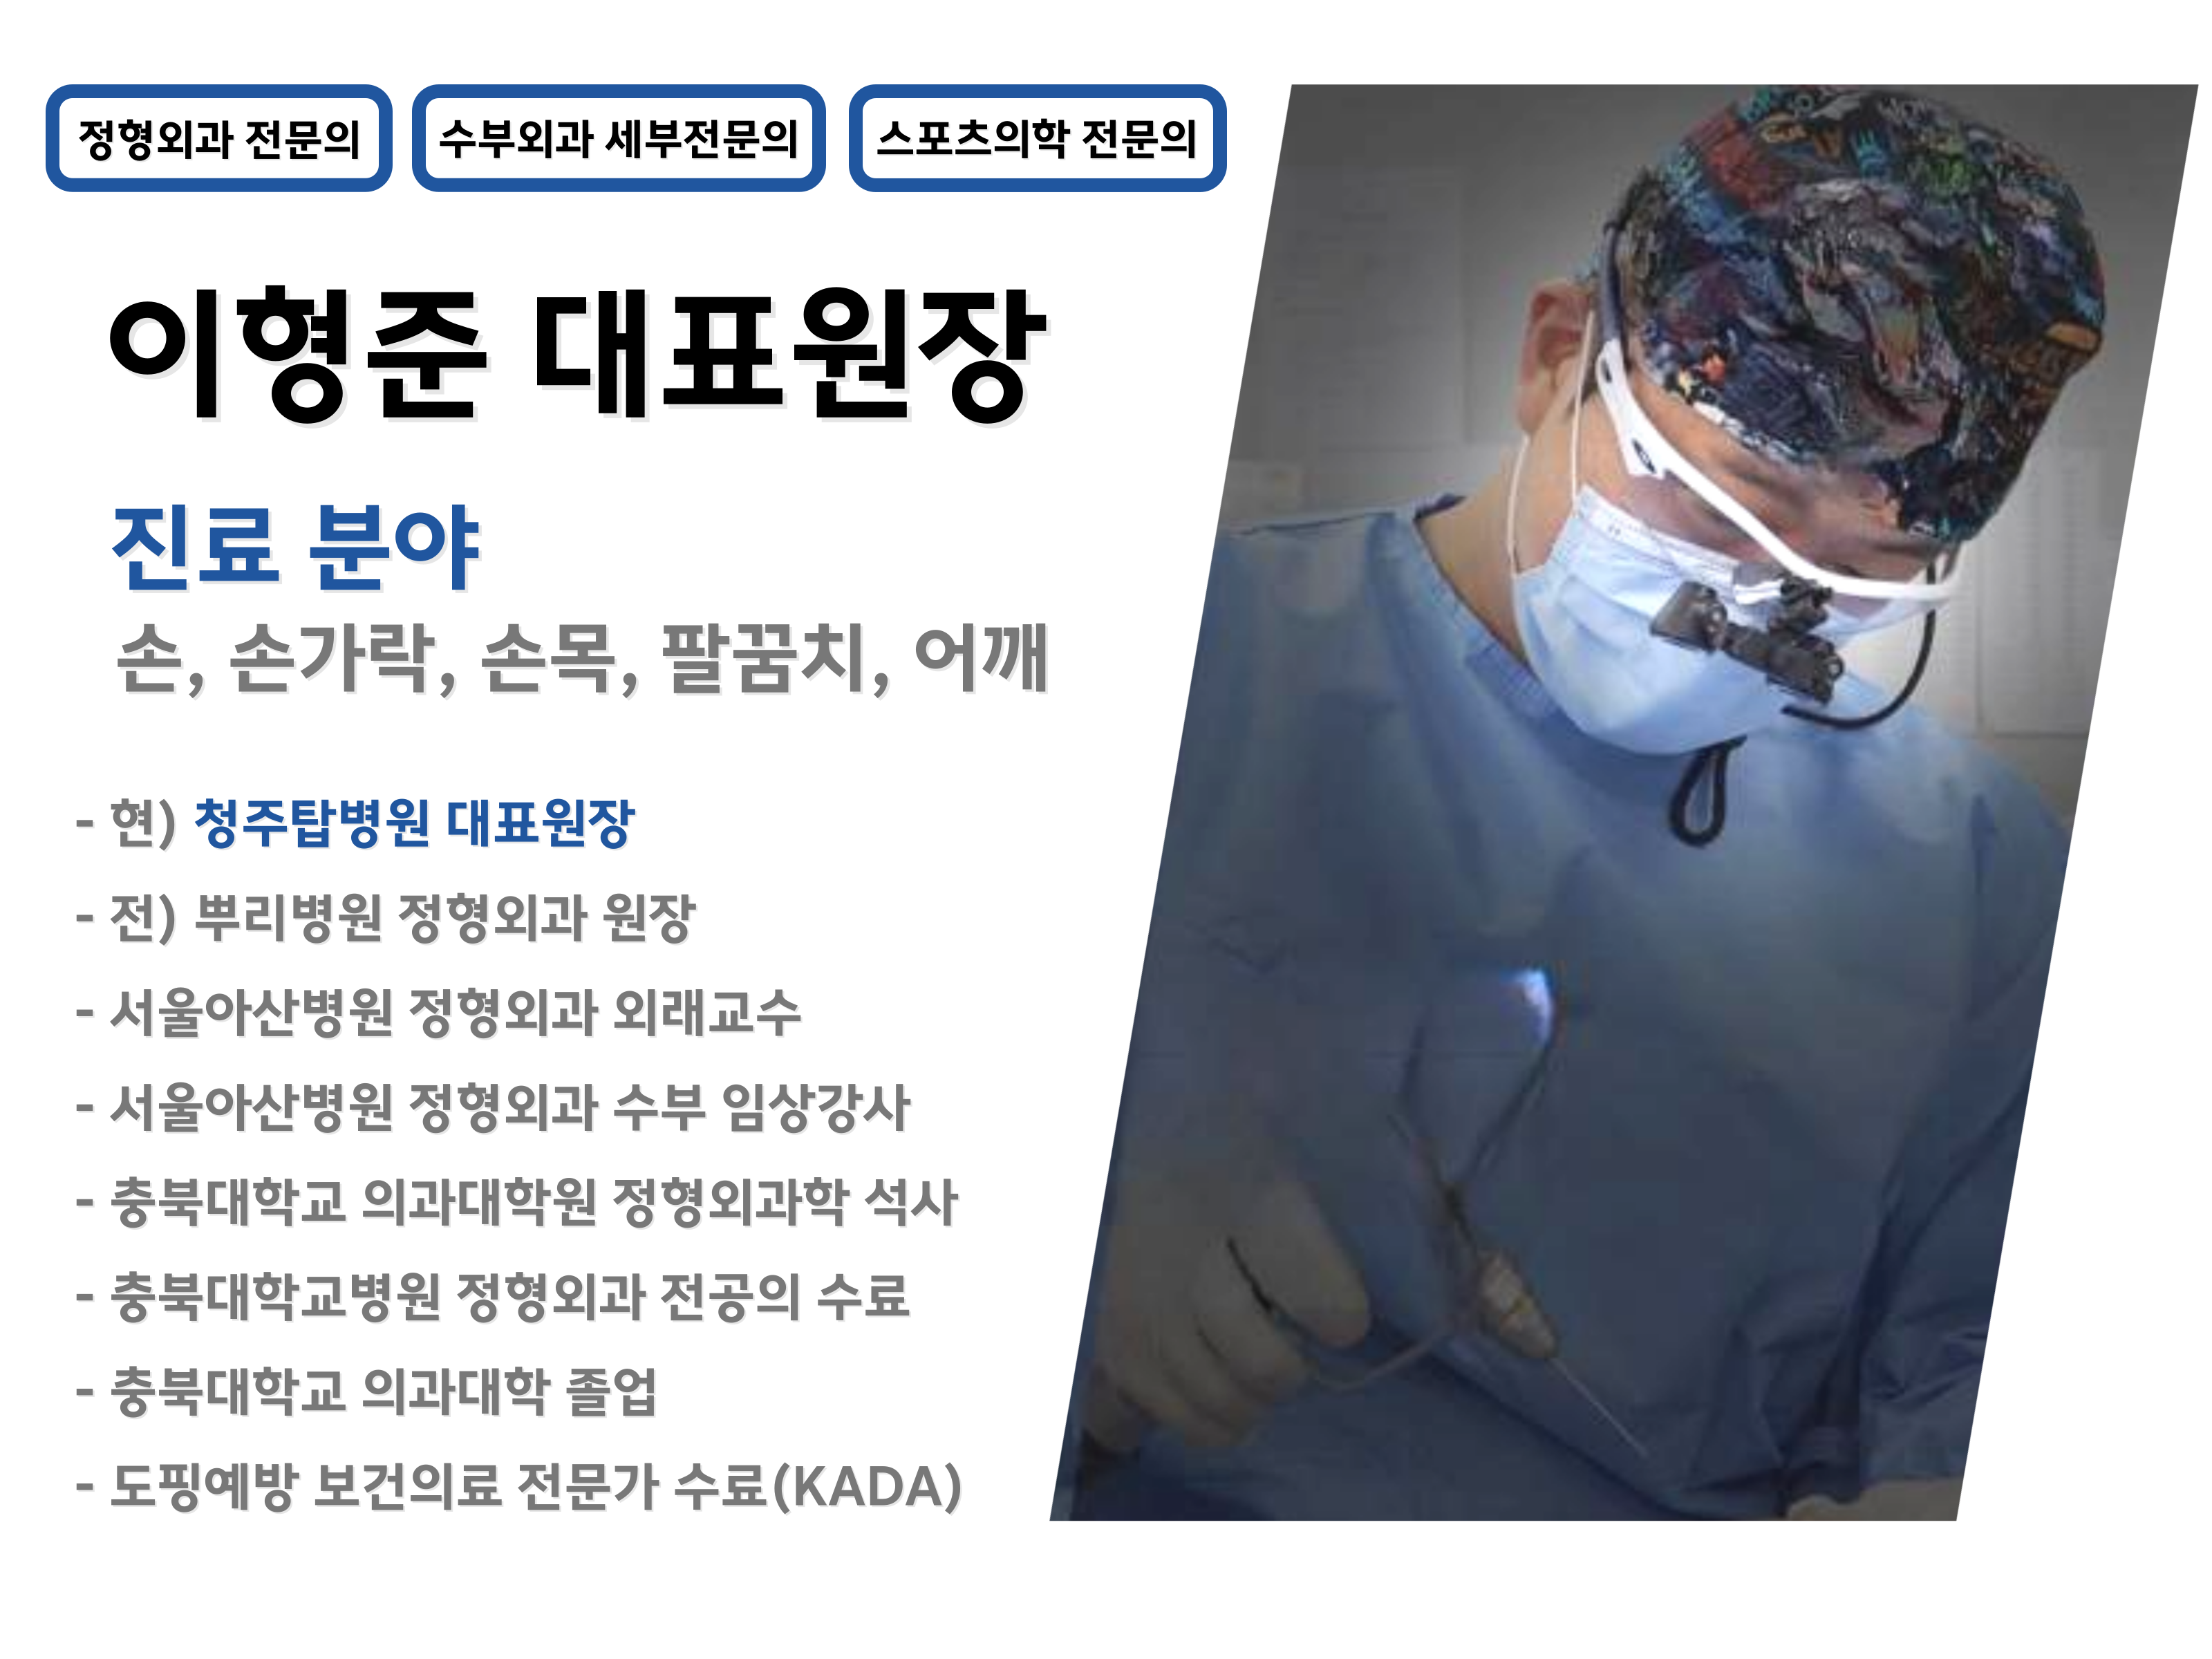 정형외과 전문의
수부외과 세부전문의
스포츠의학 전문의
이형준 대표원장
진료 분야
손, 손가락, 손목, 팔꿈치, 어깨
- 현) 청주탑병원 대표원장
- 전) 뿌리병원 정형외과 원장
- 서울아산병원 정형외과 외래교수
- 서울아산병원 정형외과 수부 임상강사
- 충북대학교 의과대학원 정형외과학 석사
- 충북대학교병원 정형외과 전공의 수료
- 충북대학교 의과대학 졸업
- 도핑예방 보건의료 전문가 수료(KADA)